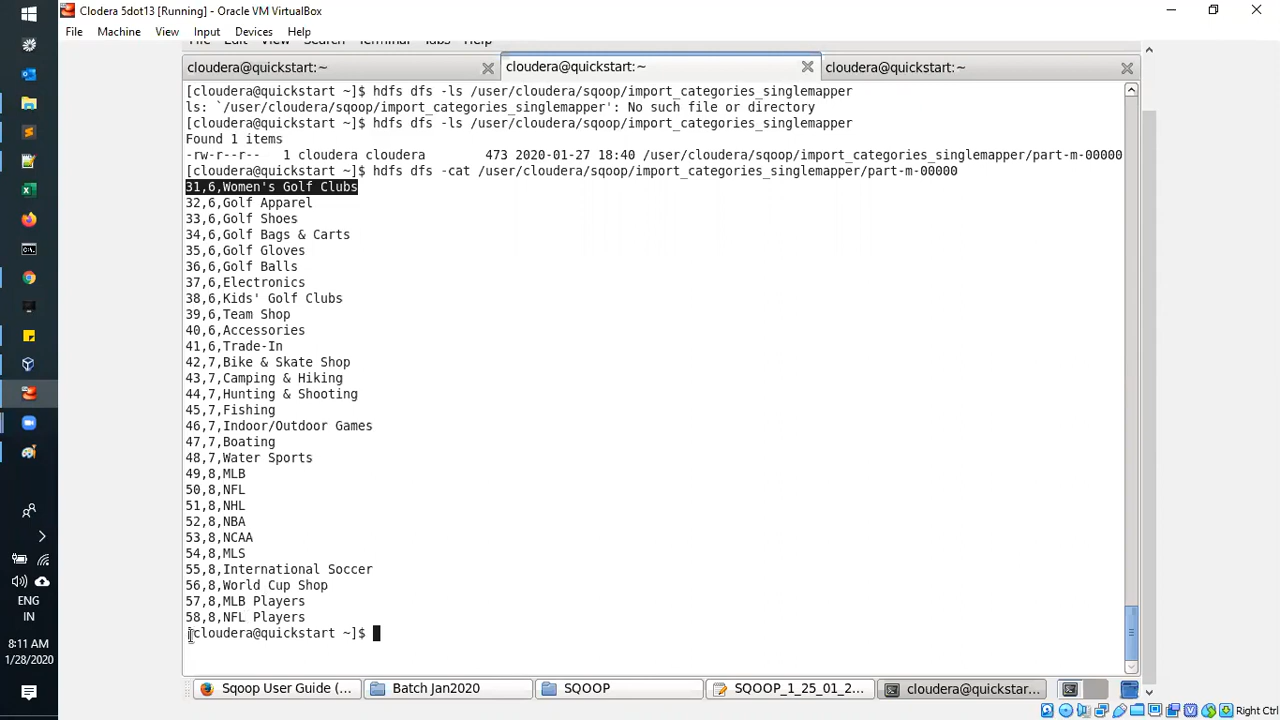 Clodera 5dot13 [Running] - Oracle VM VirtualBox
File Machine View Input Devices Help
File Edit View Search Terminal Tabs Help
cloudera@quickstart:~ cloudera@quickstart:~ cloudera@quickstart:~
[cloudera@quickstart ~]$ hdfs dfs -ls /user/cloudera/sqoop/import_categories_singlemapper
ls: `/user/cloudera/sqoop/import_categories_singlemapper': No such file or directory
[cloudera@quickstart ~]$ hdfs dfs -ls /user/cloudera/sqoop/import_categories_singlemapper
Found 1 items
-rw-r--r-- 1 cloudera cloudera 473 2020-01-27 18:40 /user/cloudera/sqoop/import_categories_singlemapper/part-m-00000
[cloudera@quickstart ~]$ hdfs dfs -cat /user/cloudera/sqoop/import_categories_singlemapper/part-m-00000
31,6,Women's Golf Clubs
32,6,Golf Apparel
33,6,Golf Shoes
34,6,Golf Bags & Carts
35,6,Golf Gloves
36,6,Golf Balls
37,6,Electronics
38,6,Kids' Golf Clubs
39,6,Team Shop
40,6,Accessories
41,6,Trade-In
42,7,Bike & Skate Shop
43,7,Camping & Hiking
44,7,Hunting & Shooting
45,7,Fishing
46,7,Indoor/Outdoor Games
47,7,Boating
48,7,Water Sports
49,8,MLB
50,8,NFL
51,8,NHL
52,8,NBA
53,8,NCAA
54,8,MLS
55,8,International Soccer
56,8,World Cup Shop
57,8,MLB Players
58,8,NFL Players
[cloudera@quickstart ~]$
ENG
IN
8:11 AM
1/28/2020
Sqoop User Guide (... Batch Jan2020 SQOOP SQOOP_1_25_01_2... cloudera@quickstar...
Right Ctrl